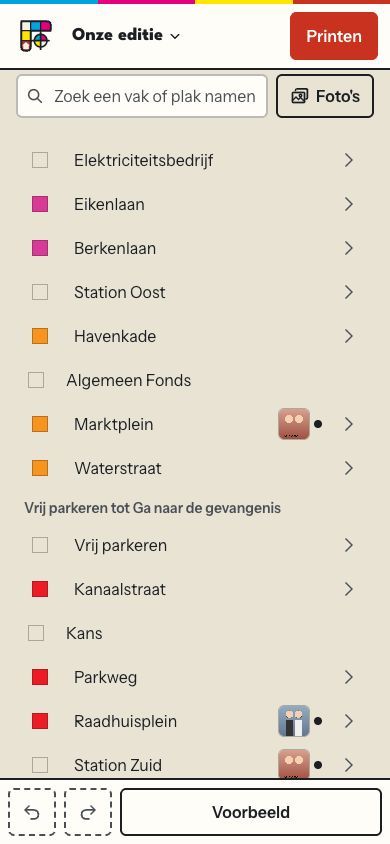 Onze editie
Printen
Zoek een vak of plak namen
Foto's
Elektriciteitsbedrijf
Eikenlaan
Berkenlaan
Station Oost
Havenkade
Algemeen Fonds
Marktplein
Waterstraat
Vrij parkeren tot Ga naar de gevangenis
Vrij parkeren
Kanaalstraat
Kans
Parkweg
Raadhuisplein
Station Zuid
Voorbeeld